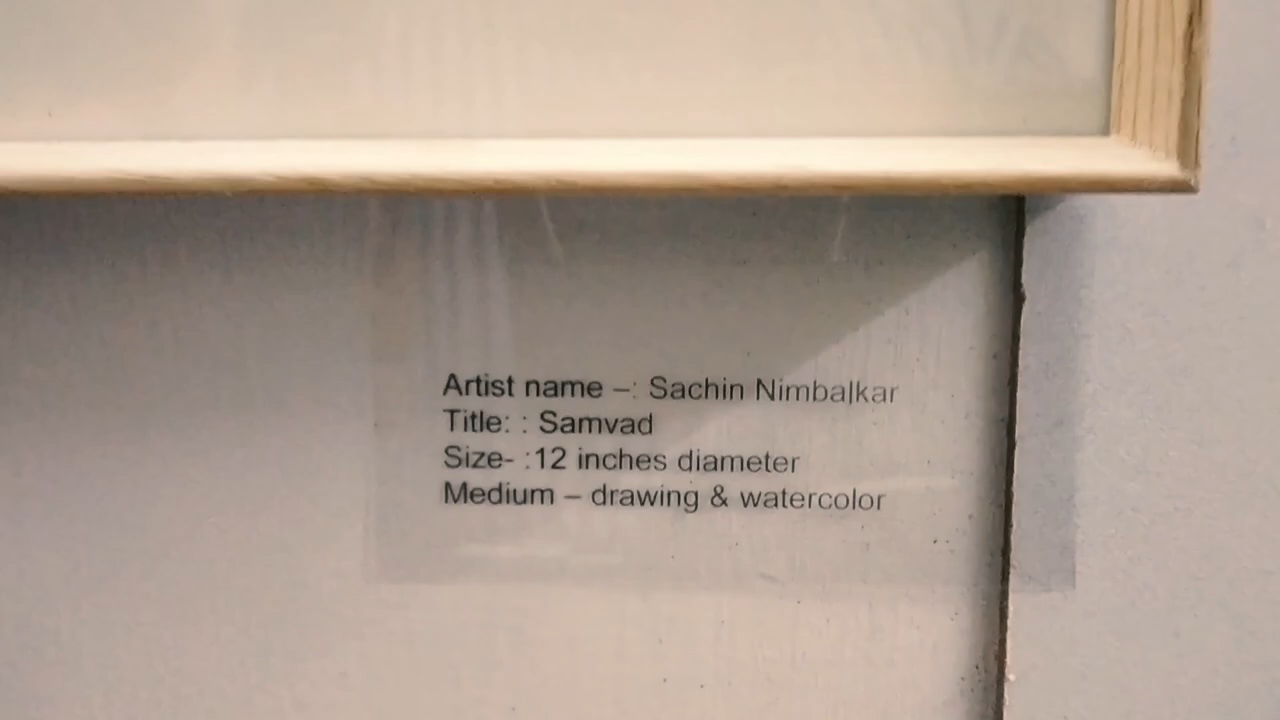 Artist name –: Sachin Nimbalkar
Title: : Samvad
Size- :12 inches diameter
Medium – drawing & watercolor